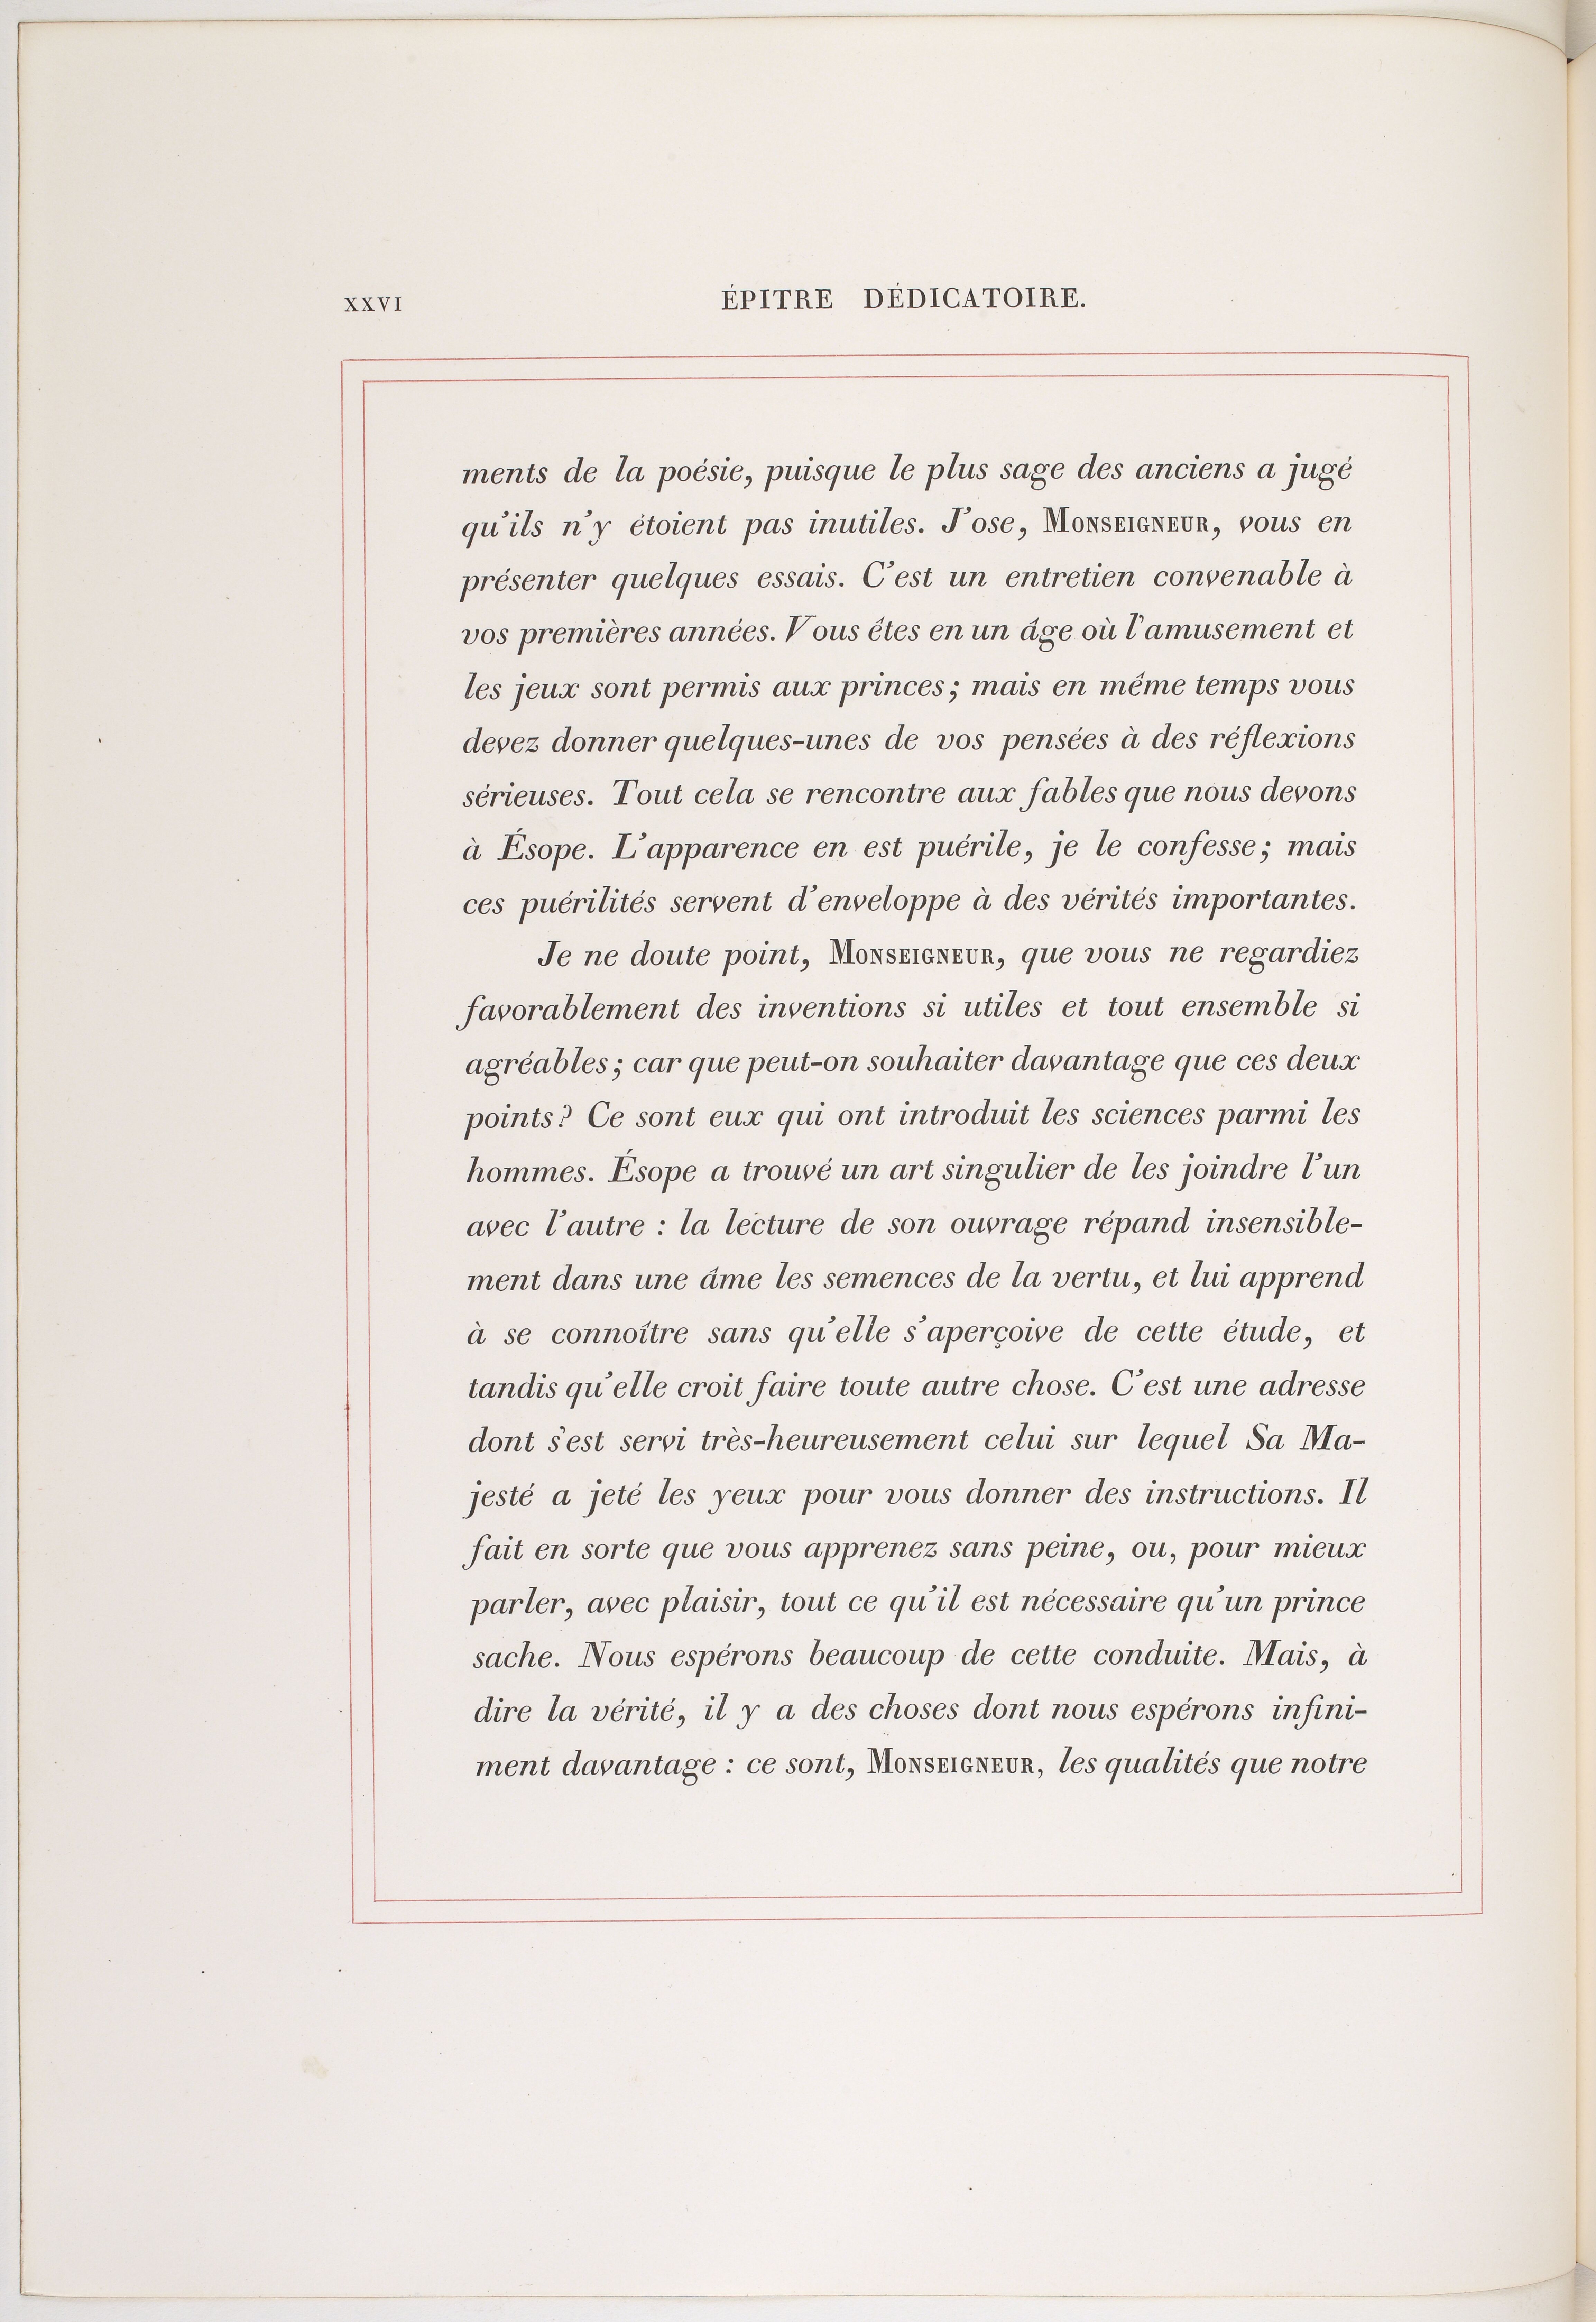 XXVI
ÉPITRE DÉDICATOIRE.
ments de la poésie, puisque le plus sage des anciens a jugé
qu'ils n'y étoient pas inutiles. J'ose, MONSEIGNEUR, vous en
présenter quelques essais. C'est un entretien convenable à
vos premières années. Vous êtes en un âge où l'amusement et
les jeux sont permis aux princes; mais en même temps vous
devez donner quelques-unes de vos pensées à des réflexions
sérieuses. Tout cela se rencontre aux fables que nous devons
à Ésope. L'apparence en est puérile, je le confesse; mais
ces puérilités servent d'enveloppe à des vérités importantes.
Je ne doute point, MONSEIGNEUR, que vous ne regardiez
favorablement des inventions si utiles et tout ensemble si
agréables; car que peut-on souhaiter davantage que ces deux
points? Ce sont eux qui ont introduit les sciences parmi les
hommes. Ésope a trouvé un art singulier de les joindre l'un
avec l'autre : la lecture de son ouvrage répand insensible-
ment dans une âme les semences de la vertu, et lui apprend
à se connoître sans qu'elle s'aperçoive de cette étude, et
tandis qu'elle croit faire toute autre chose. C'est une adresse
dont s'est servi très-heureusement celui sur lequel Sa Ma-
jesté a jeté les yeux pour vous donner des instructions. Il
fait en sorte que vous apprenez sans peine, ou, pour mieux
parler, avec plaisir, tout ce qu'il est nécessaire qu'un prince
sache. Nous espérons beaucoup de cette conduite. Mais, à
dire la vérité, il y a des choses dont nous espérons infini-
ment davantage : ce sont, MONSEIGNEUR, les qualités que notre